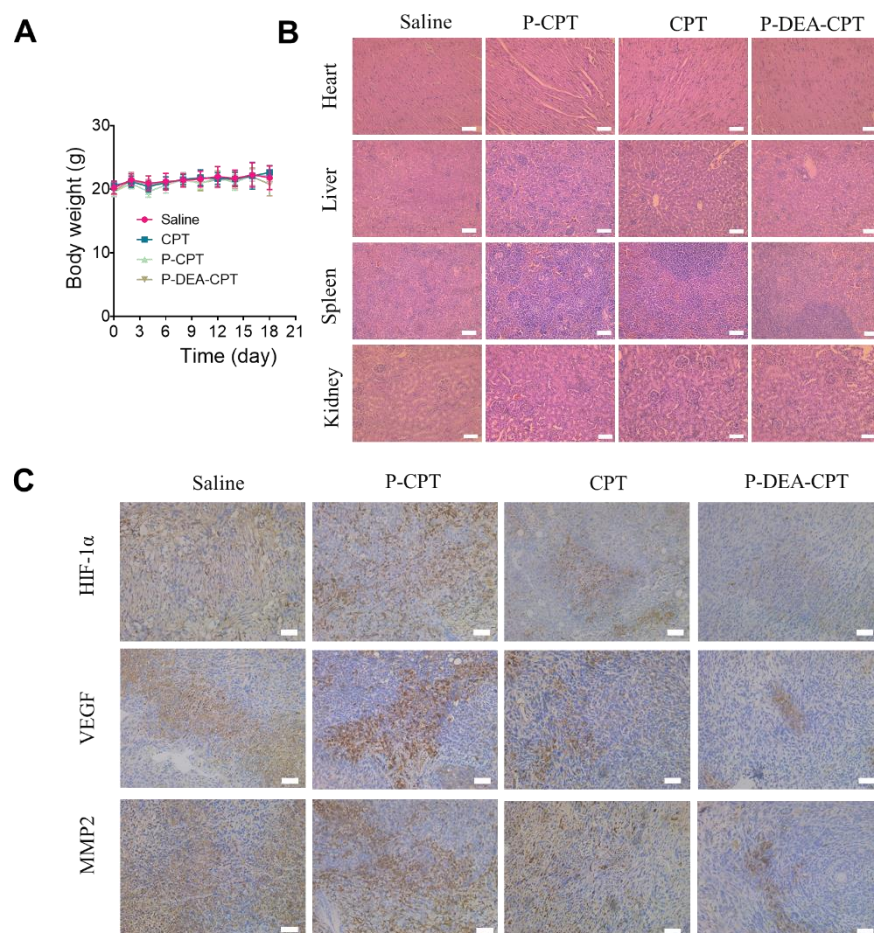 A
Body weight (g)
30
20
10
0
Saline
CPT
P-CPT
P-DEA-CPT
0 3 6 9 12 15 18 21
Time (day)
B
Saline P-CPT CPT P-DEA-CPT
Heart
Liver
Spleen
Kidney
C
Saline P-CPT CPT P-DEA-CPT
HIF-1α
VEGF
MMP2